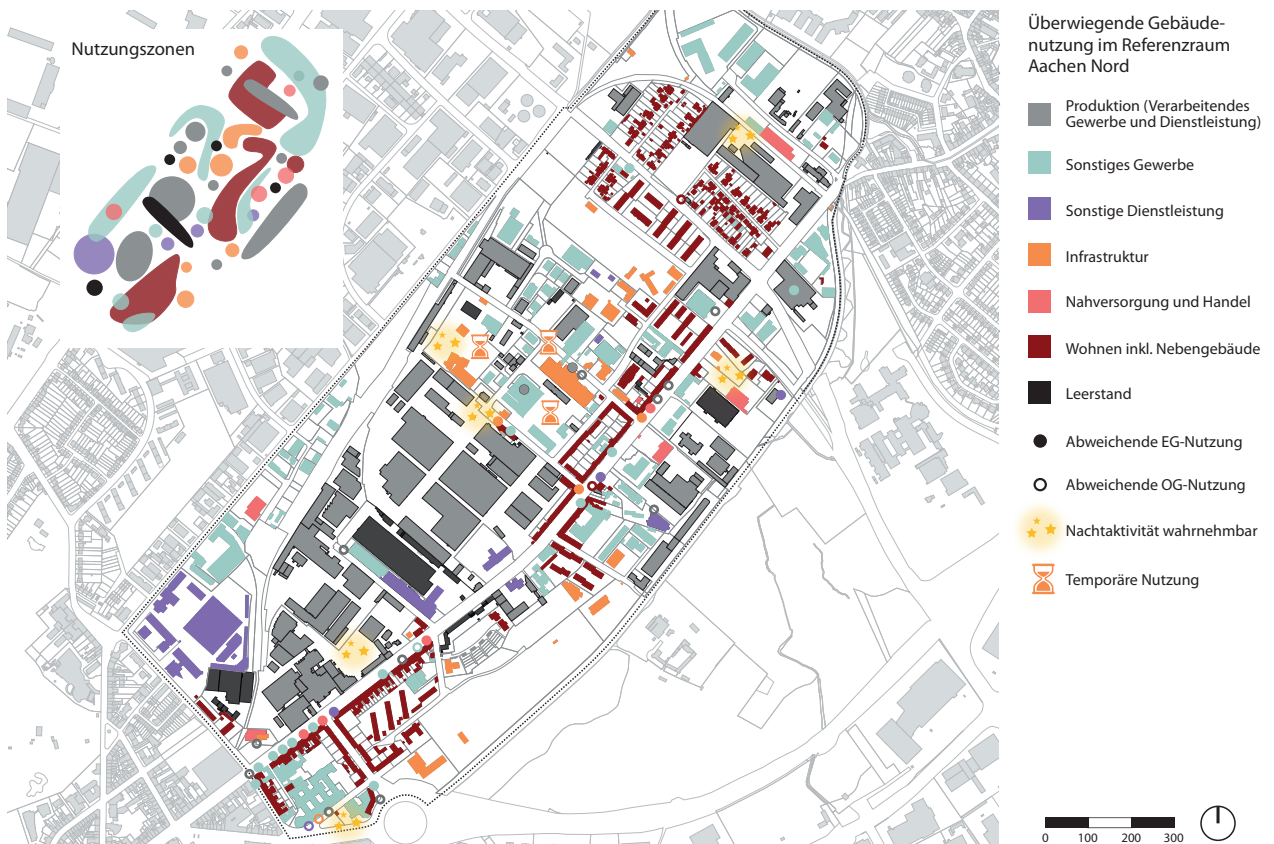 Nutzungszonen
Überwiegende Gebäude-
nutzung im Referenzraum
Aachen Nord
Produktion (Verarbeitendes
Gewerbe und Dienstleistung)
Sonstiges Gewerbe
Sonstige Dienstleistung
Infrastruktur
Nahversorgung und Handel
Wohnen inkl. Nebengebäude
Leerstand
Abweichende EG-Nutzung
Abweichende OG-Nutzung
Nachtaktivität wahrnehmbar
Temporäre Nutzung
0 100 200 300